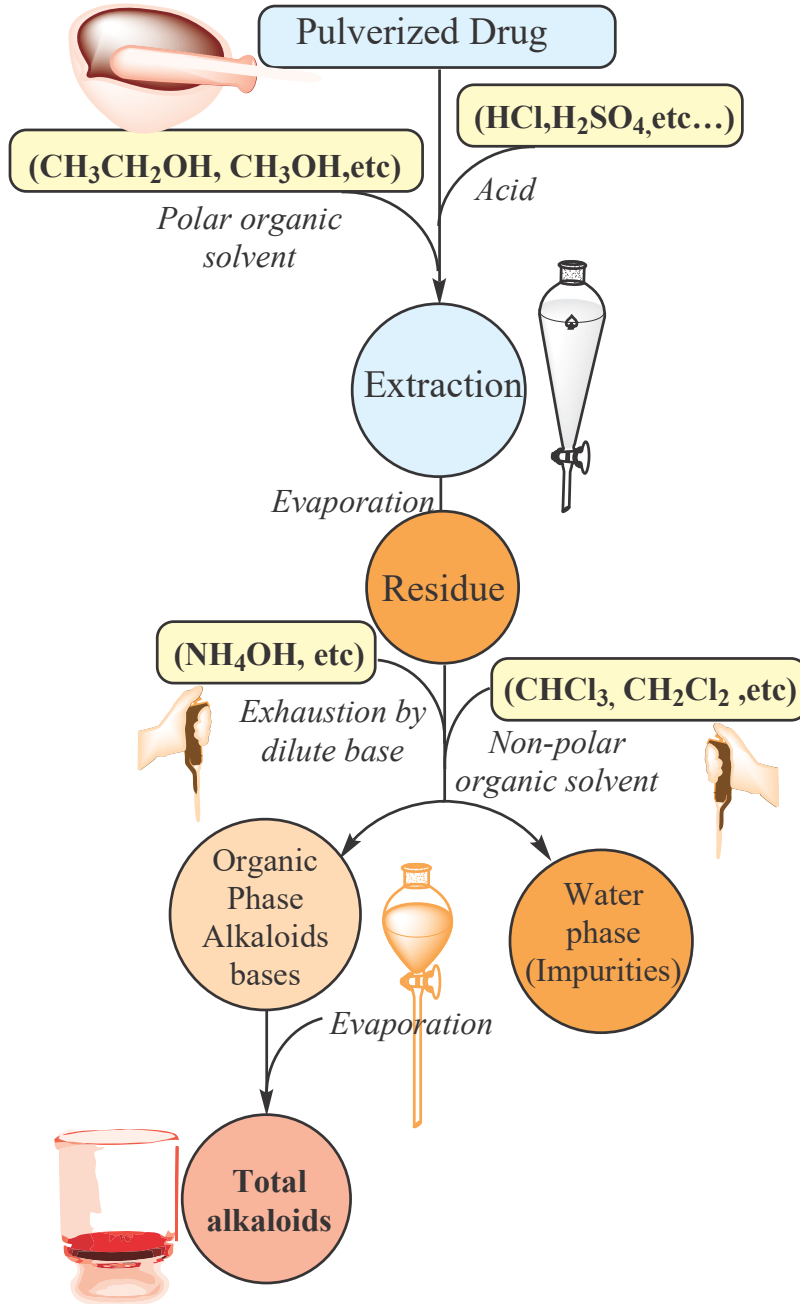 Pulverized Drug
(HCl,H₂SO₄,etc…)
(CH₃CH₂OH, CH₃OH,etc)
Acid
Polar organic
solvent
Extraction
Evaporation
Residue
(NH₄OH, etc)
(CHCl₃, CH₂Cl₂ ,etc)
Exhaustion by
dilute base
Non-polar
organic solvent
Organic
Phase
Alkaloids
bases
Water
phase
(Impurities)
Evaporation
Total
alkaloids